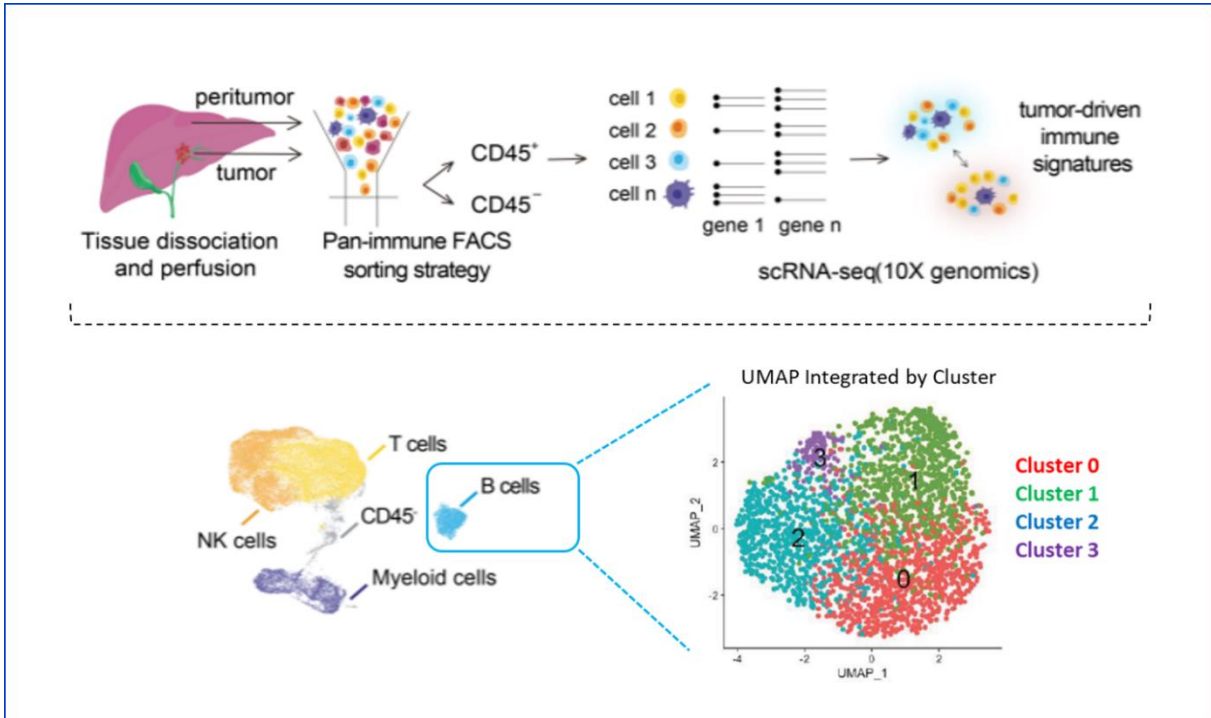 peritumor
tumor
Tissue dissociation
and perfusion
Pan-immune FACS
sorting strategy
CD45⁺
CD45⁻
cell 1
cell 2
cell 3
cell n
gene 1 gene n
scRNA-seq(10X genomics)
tumor-driven
immune
signatures
T cells
NK cells
CD45⁻
Myeloid cells
B cells
UMAP Integrated by Cluster
UMAP_2
2
0
-2
-4 -2 0 2
UMAP_1
3
1
2
0
Cluster 0
Cluster 1
Cluster 2
Cluster 3